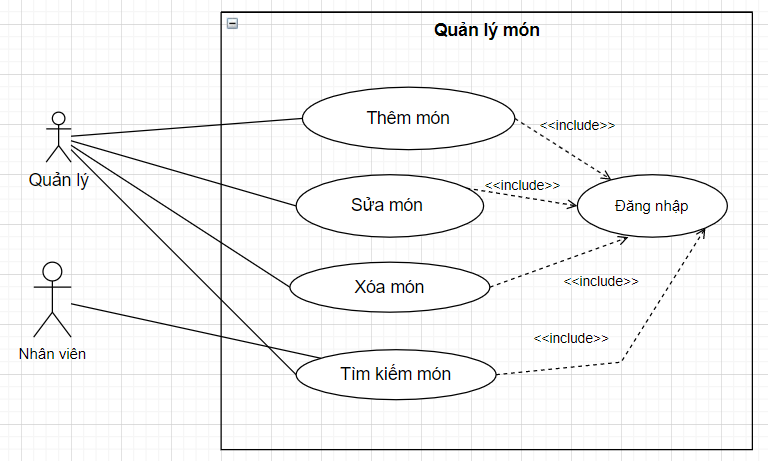 Quản lý món
Thêm món
<<include>>
Quản lý
Sửa món
<<include>>
Đăng nhập
Xóa món
<<include>>
Nhân viên
<<include>>
Tìm kiếm món